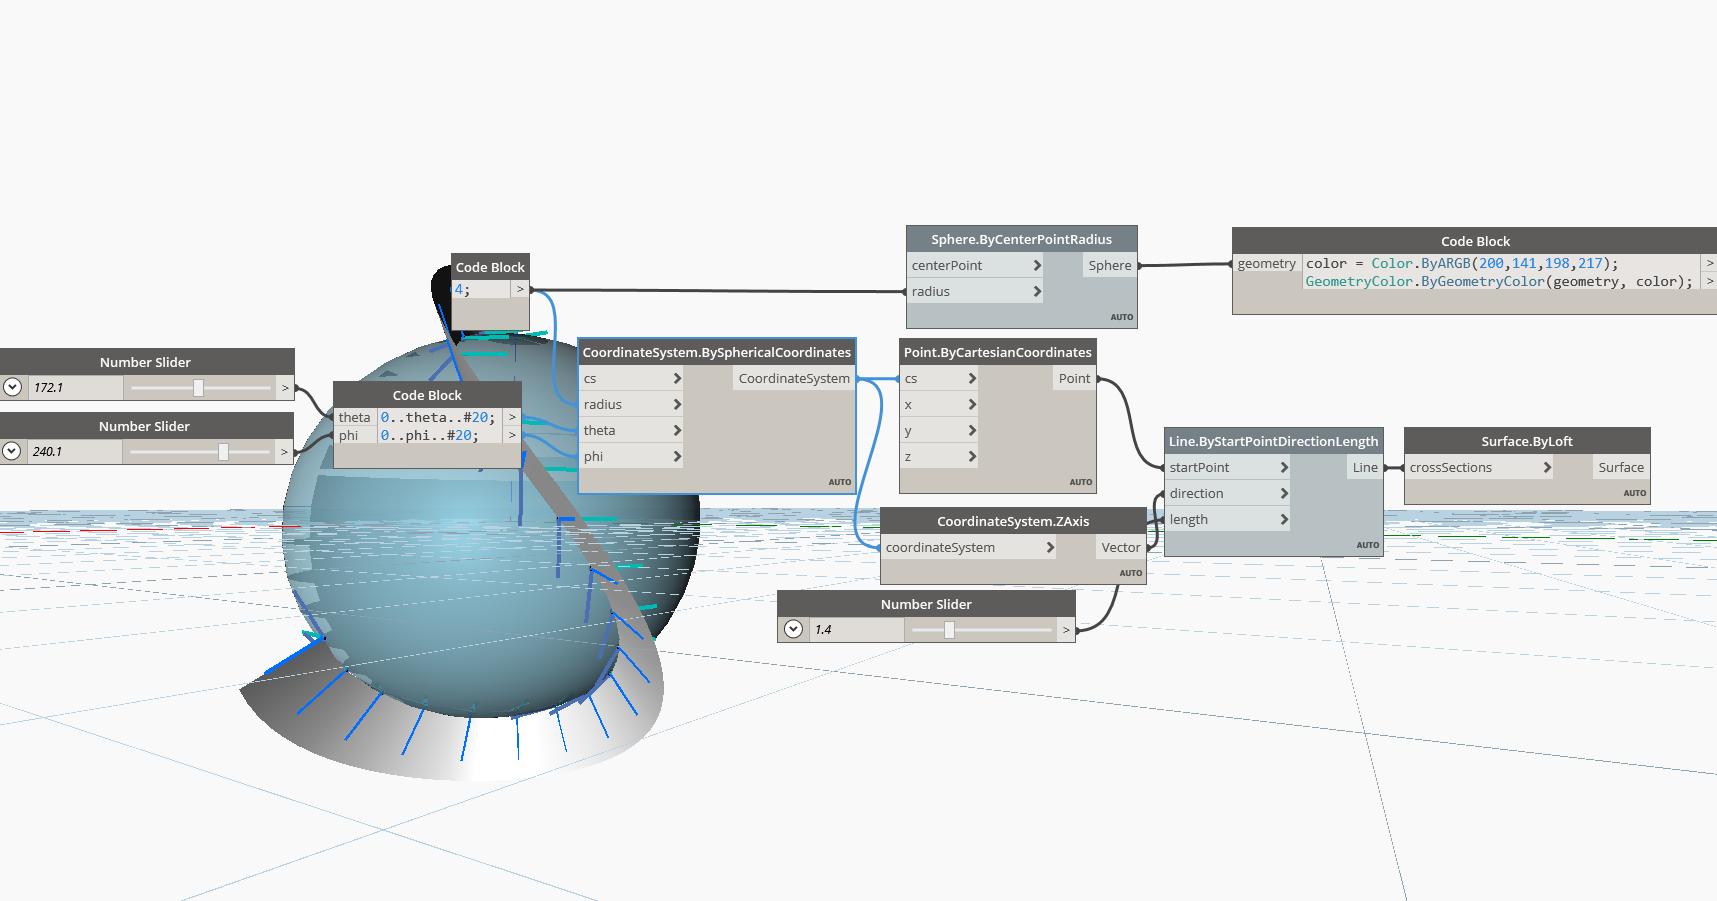 Sphere.ByCenterPointRadius
centerPoint > Sphere
radius >
AUTO
Code Block
geometry color = Color.ByARGB(200,141,198,217); >
GeometryColor.ByGeometryColor(geometry, color); >
Code Block
4; >
Number Slider
172.1 >
Number Slider
240.1 >
Code Block
theta 0..theta..#20; >
phi 0..phi..#20; >
CoordinateSystem.BySphericalCoordinates
cs > CoordinateSystem
radius >
theta >
phi >
AUTO
Point.ByCartesianCoordinates
cs > Point
x >
y >
z >
AUTO
Line.ByStartPointDirectionLength
startPoint > Line
direction >
length >
AUTO
Surface.ByLoft
crossSections > Surface
AUTO
CoordinateSystem.ZAxis
coordinateSystem > Vector
AUTO
Number Slider
1.4 >